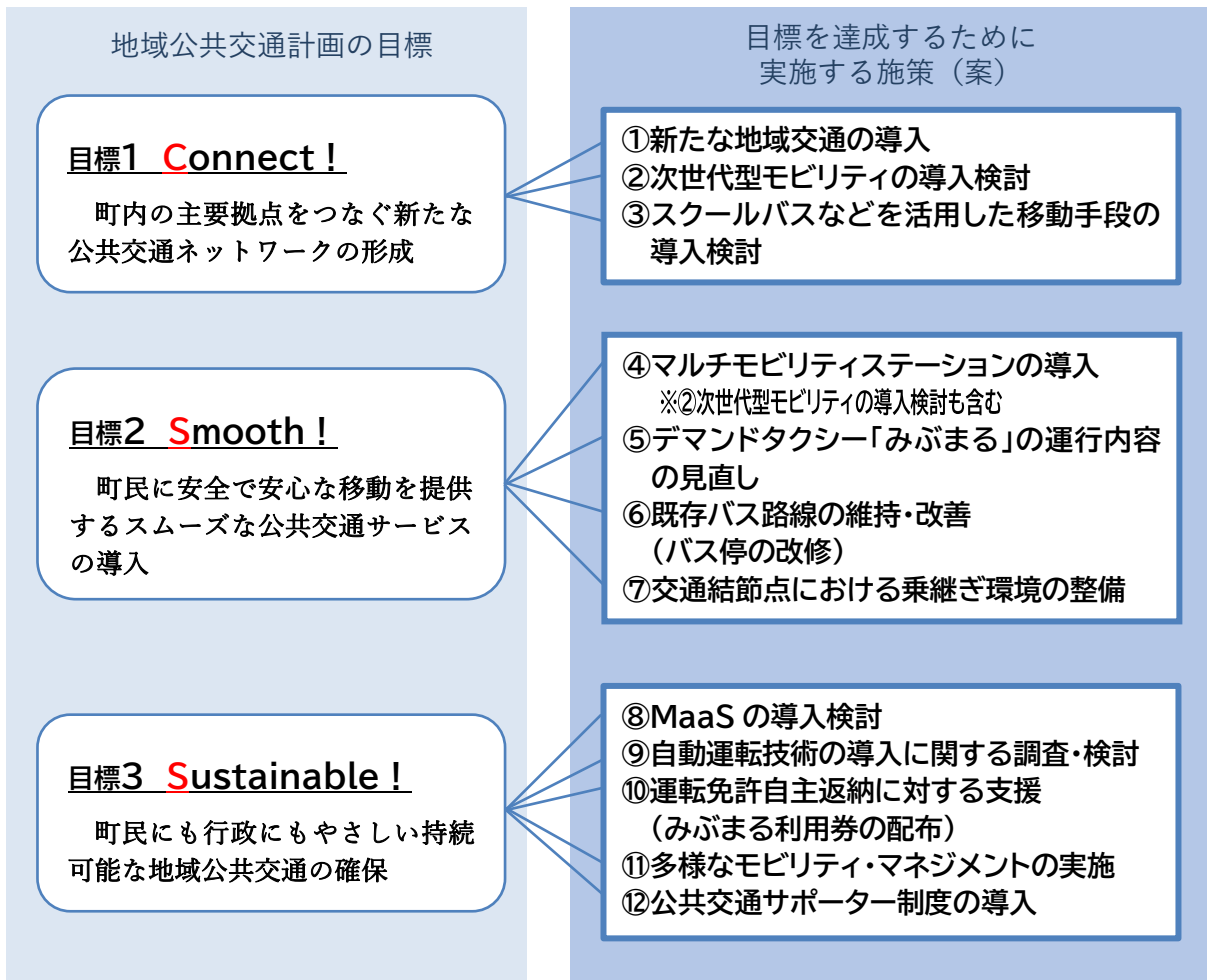 地域公共交通計画の目標
目標を達成するために
実施する施策（案）
目標1 Connect！
町内の主要拠点をつなぐ新たな
公共交通ネットワークの形成
①新たな地域交通の導入
②次世代型モビリティの導入検討
③スクールバスなどを活用した移動手段の
導入検討
目標2 Smooth！
町民に安全で安心な移動を提供
するスムーズな公共交通サービス
の導入
④マルチモビリティステーションの導入
※②次世代型モビリティの導入検討も含む
⑤デマンドタクシー「みぶまる」の運行内容
の見直し
⑥既存バス路線の維持・改善
（バス停の改修）
⑦交通結節点における乗継ぎ環境の整備
目標3 Sustainable！
町民にも行政にもやさしい持続
可能な地域公共交通の確保
⑧MaaS の導入検討
⑨自動運転技術の導入に関する調査・検討
⑩運転免許自主返納に対する支援
（みぶまる利用券の配布）
⑪多様なモビリティ・マネジメントの実施
⑫公共交通サポーター制度の導入